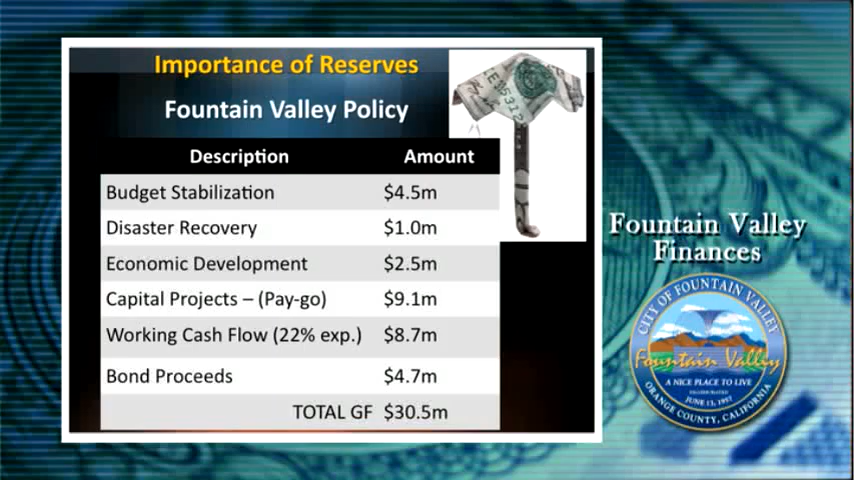 Importance of Reserves
Fountain Valley Policy
Description Amount
Budget Stabilization $4.5m
Disaster Recovery $1.0m
Economic Development $2.5m
Capital Projects – (Pay-go) $9.1m
Working Cash Flow (22% exp.) $8.7m
Bond Proceeds $4.7m
TOTAL GF $30.5m
Fountain Valley
Finances
CITY OF FOUNTAIN VALLEY
Fountain Valley
A NICE PLACE TO LIVE
JUNE 13, 1957
ORANGE COUNTY, CALIFORNIA